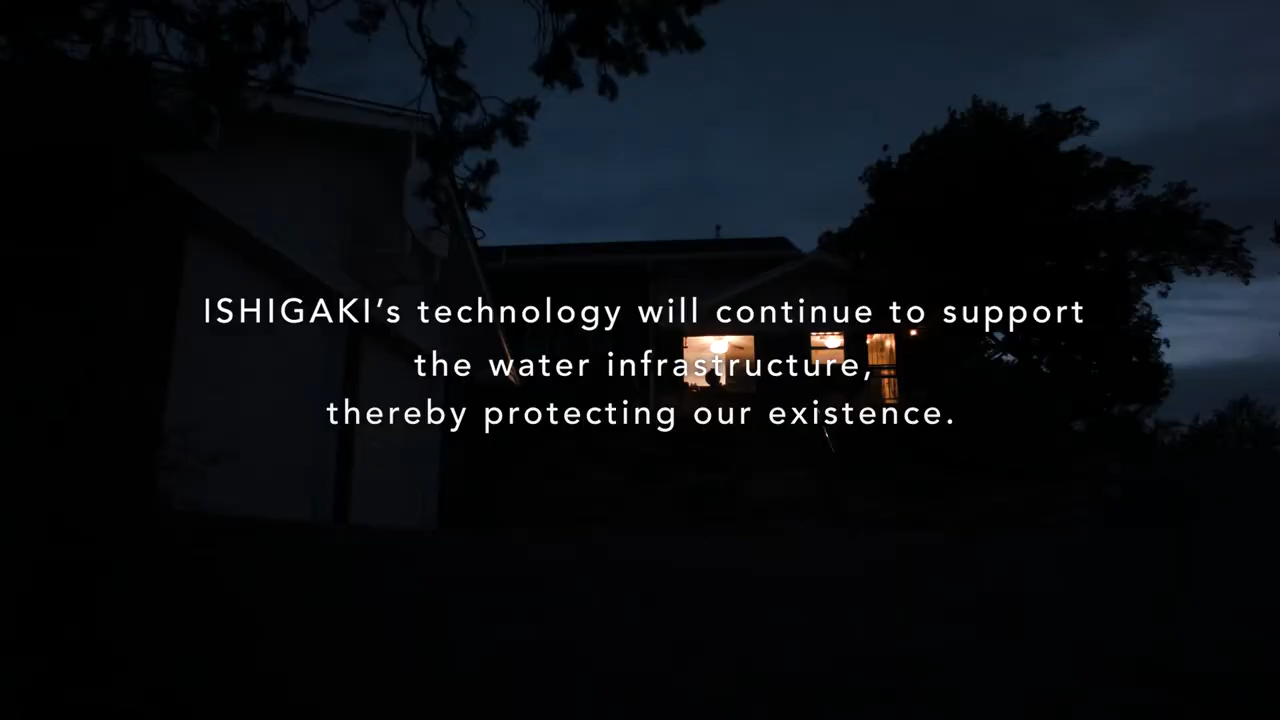 ISHIGAKI’s technology will continue to support
the water infrastructure,
thereby protecting our existence.